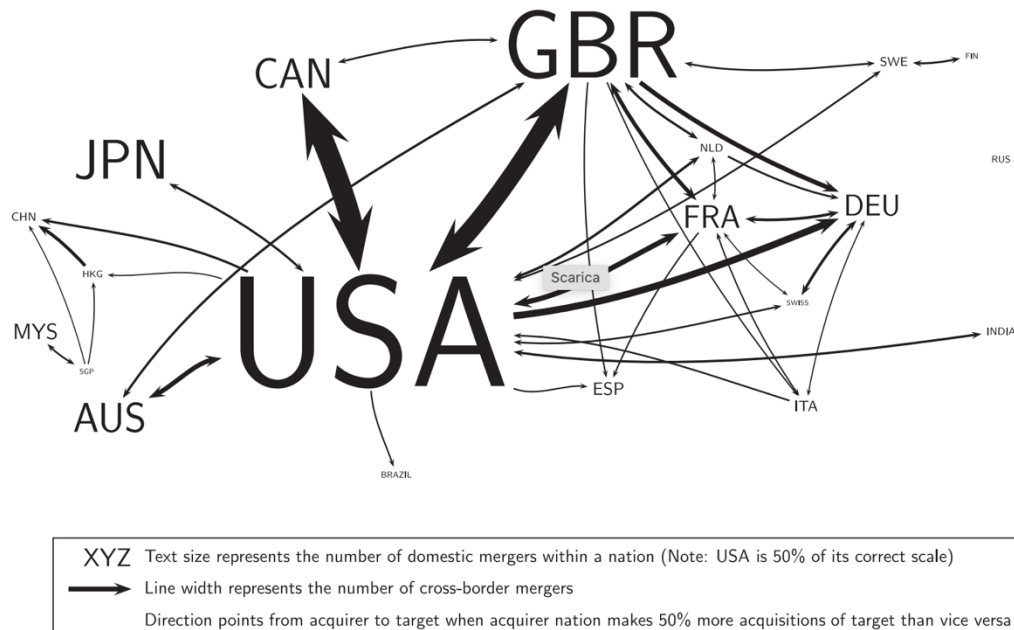 GBR
CAN
SWE
FIN
JPN
NLD
RUS
CHN
FRA
DEU
HKG
Scarica
USA
SWISS
MYS
INDIA
SGP
ESP
AUS
ITA
BRAZIL
XYZ Text size represents the number of domestic mergers within a nation (Note: USA is 50% of its correct scale)
Line width represents the number of cross-border mergers
Direction points from acquirer to target when acquirer nation makes 50% more acquisitions of target than vice versa